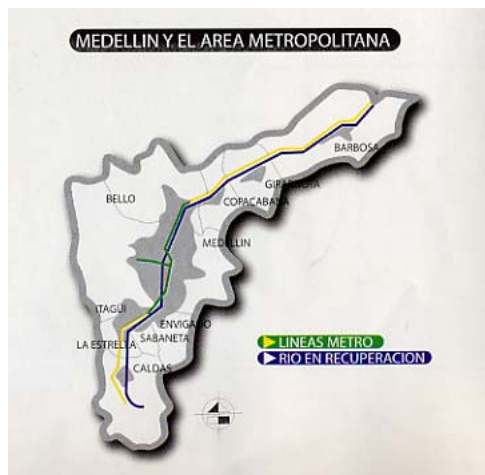 MEDELLIN Y EL AREA METROPOLITANA
BARBOSA
GIRARDOTA
BELLO
COPACABANA
MEDELLIN
ITAGÜI
ENVIGADO
LA ESTRELLA
SABANETA
LINEAS METRO
RIO EN RECUPERACION
CALDAS